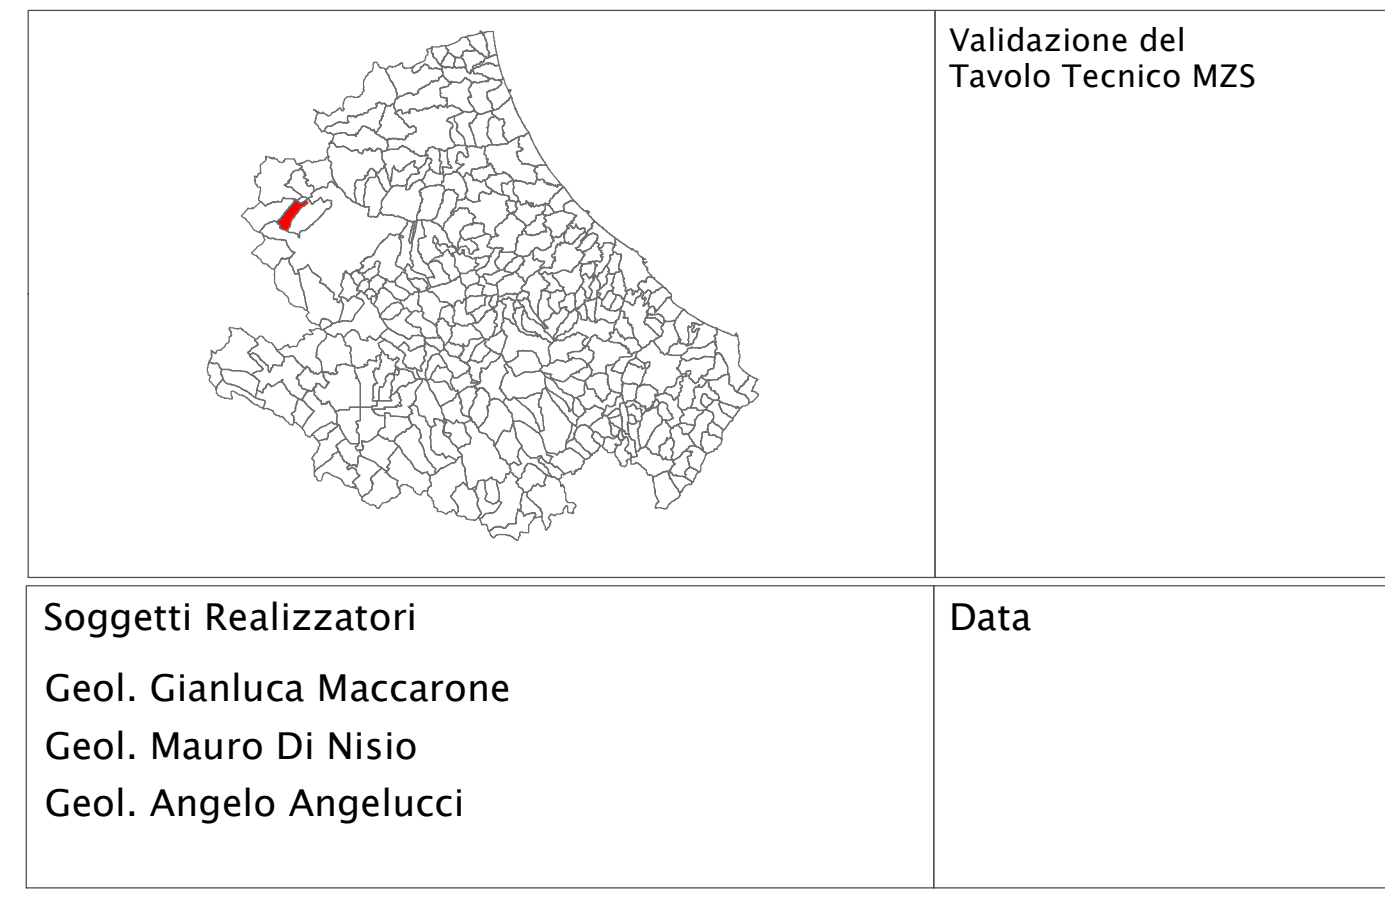 Validazione del
Tavolo Tecnico MZS
Soggetti Realizzatori
Data
Geol. Gianluca Maccarone
Geol. Mauro Di Nisio
Geol. Angelo Angelucci